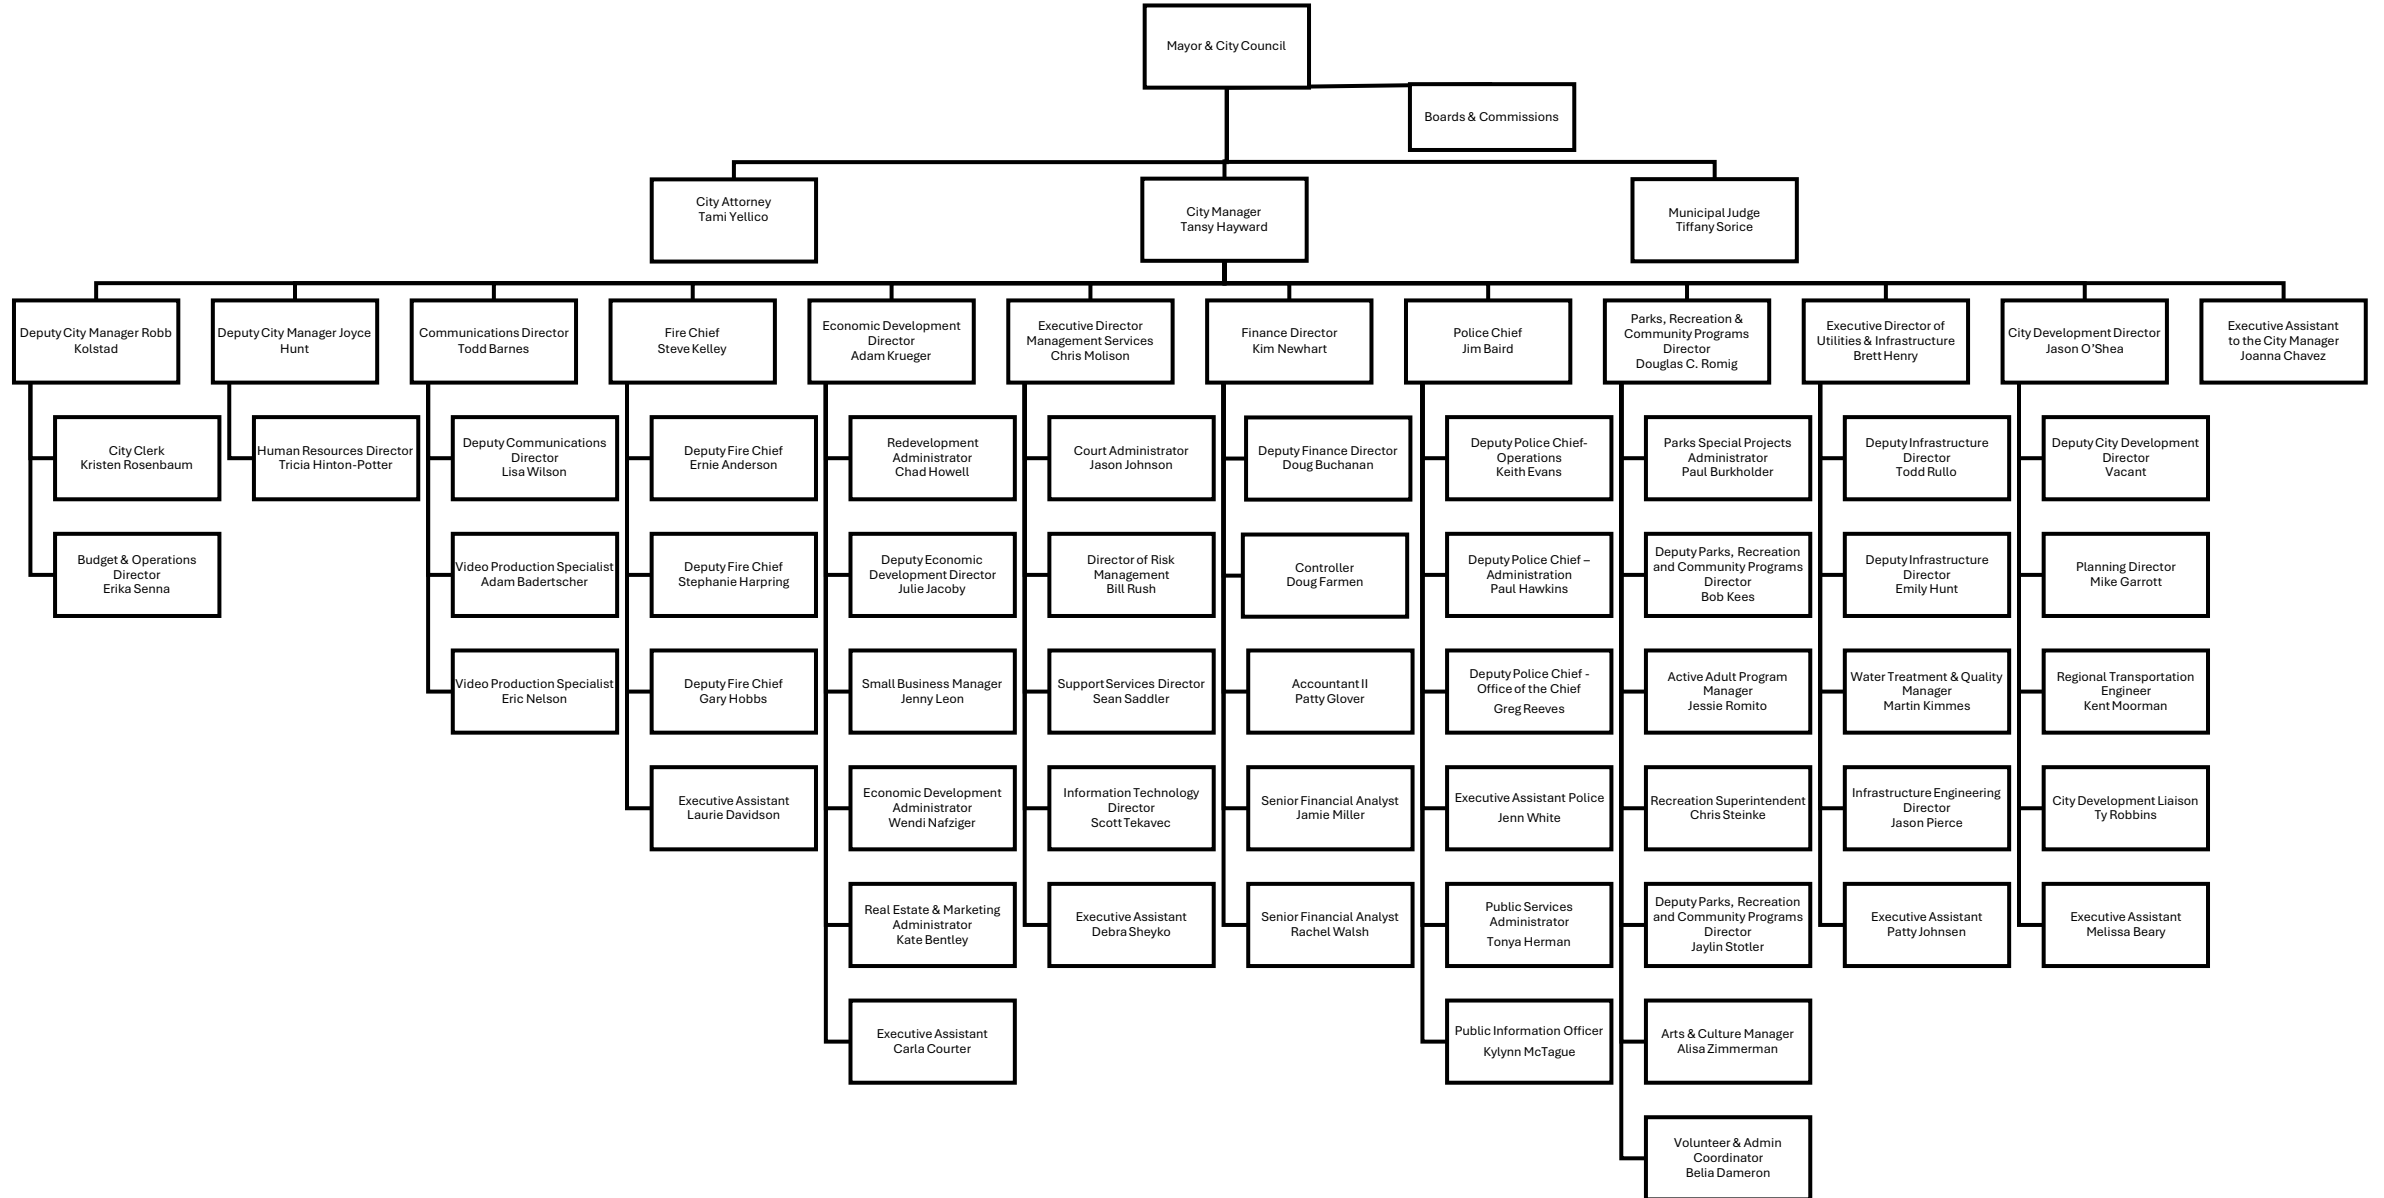 Mayor & City Council
Boards & Commissions
City Attorney
Tami Yellico
City Manager
Tansy Hayward
Municipal Judge
Tiffany Sorice
Deputy City Manager Robb
Kolstad
Deputy City Manager Joyce
Hunt
Communications Director
Todd Barnes
Fire Chief
Steve Kelley
Economic Development
Director
Adam Krueger
Executive Director
Management Services
Chris Molison
Finance Director
Kim Newhart
Police Chief
Jim Baird
Parks, Recreation &
Community Programs
Director
Douglas C. Romig
Executive Director of
Utilities & Infrastructure
Brett Henry
City Development Director
Jason O’Shea
Executive Assistant
to the City Manager
Joanna Chavez
City Clerk
Kristen Rosenbaum
Human Resources Director
Tricia Hinton-Potter
Deputy Communications
Director
Lisa Wilson
Deputy Fire Chief
Ernie Anderson
Redevelopment
Administrator
Chad Howell
Court Administrator
Jason Johnson
Deputy Finance Director
Doug Buchanan
Deputy Police Chief-
Operations
Keith Evans
Parks Special Projects
Administrator
Paul Burkholder
Deputy Infrastructure
Director
Todd Rullo
Deputy City Development
Director
Vacant
Budget & Operations
Director
Erika Senna
Video Production Specialist
Adam Badertscher
Deputy Fire Chief
Stephanie Harpring
Deputy Economic
Development Director
Julie Jacoby
Director of Risk
Management
Bill Rush
Controller
Doug Farmen
Deputy Police Chief –
Administration
Paul Hawkins
Deputy Parks, Recreation
and Community Programs
Director
Bob Kees
Deputy Infrastructure
Director
Emily Hunt
Planning Director
Mike Garrott
Video Production Specialist
Eric Nelson
Deputy Fire Chief
Gary Hobbs
Small Business Manager
Jenny Leon
Support Services Director
Sean Saddler
Accountant II
Patty Glover
Deputy Police Chief -
Office of the Chief
Greg Reeves
Active Adult Program
Manager
Jessie Romito
Water Treatment & Quality
Manager
Martin Kimmes
Regional Transportation
Engineer
Kent Moorman
Executive Assistant
Laurie Davidson
Economic Development
Administrator
Wendi Nafziger
Information Technology
Director
Scott Tekavec
Senior Financial Analyst
Jamie Miller
Executive Assistant Police
Jenn White
Recreation Superintendent
Chris Steinke
Infrastructure Engineering
Director
Jason Pierce
City Development Liaison
Ty Robbins
Real Estate & Marketing
Administrator
Kate Bentley
Executive Assistant
Debra Sheyko
Senior Financial Analyst
Rachel Walsh
Public Services
Administrator
Tonya Herman
Deputy Parks, Recreation
and Community Programs
Director
Jaylin Stotler
Executive Assistant
Patty Johnsen
Executive Assistant
Melissa Beary
Executive Assistant
Carla Courter
Public Information Officer
Kylynn McTague
Arts & Culture Manager
Alisa Zimmerman
Volunteer & Admin
Coordinator
Belia Dameron